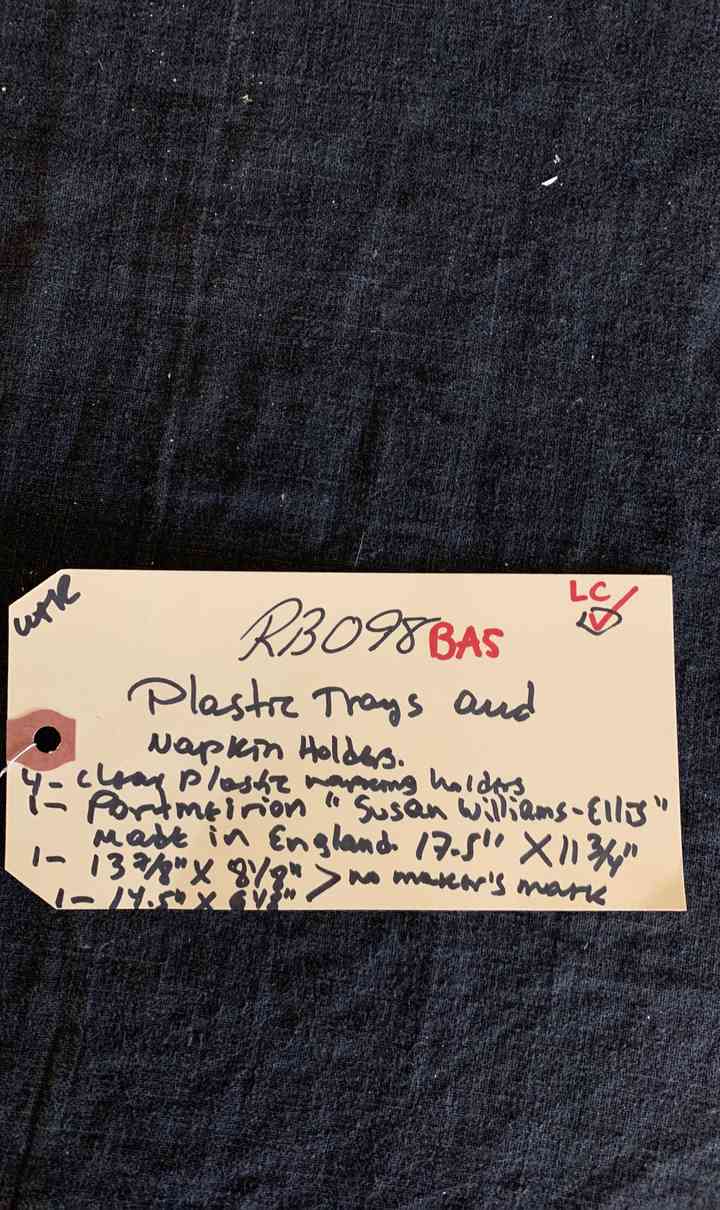 LC
RB098 BAS
Plastic Trays and
Napkin Holders.
4- Clear Plastic napking holders
1- Portmeirion "Susan Williams-Ellis"
Made in England. 17.5" X 11 3/4"
1- 13 7/8" X 8 1/8" > no maker's mark
1- 14.5" X 6 1/2"